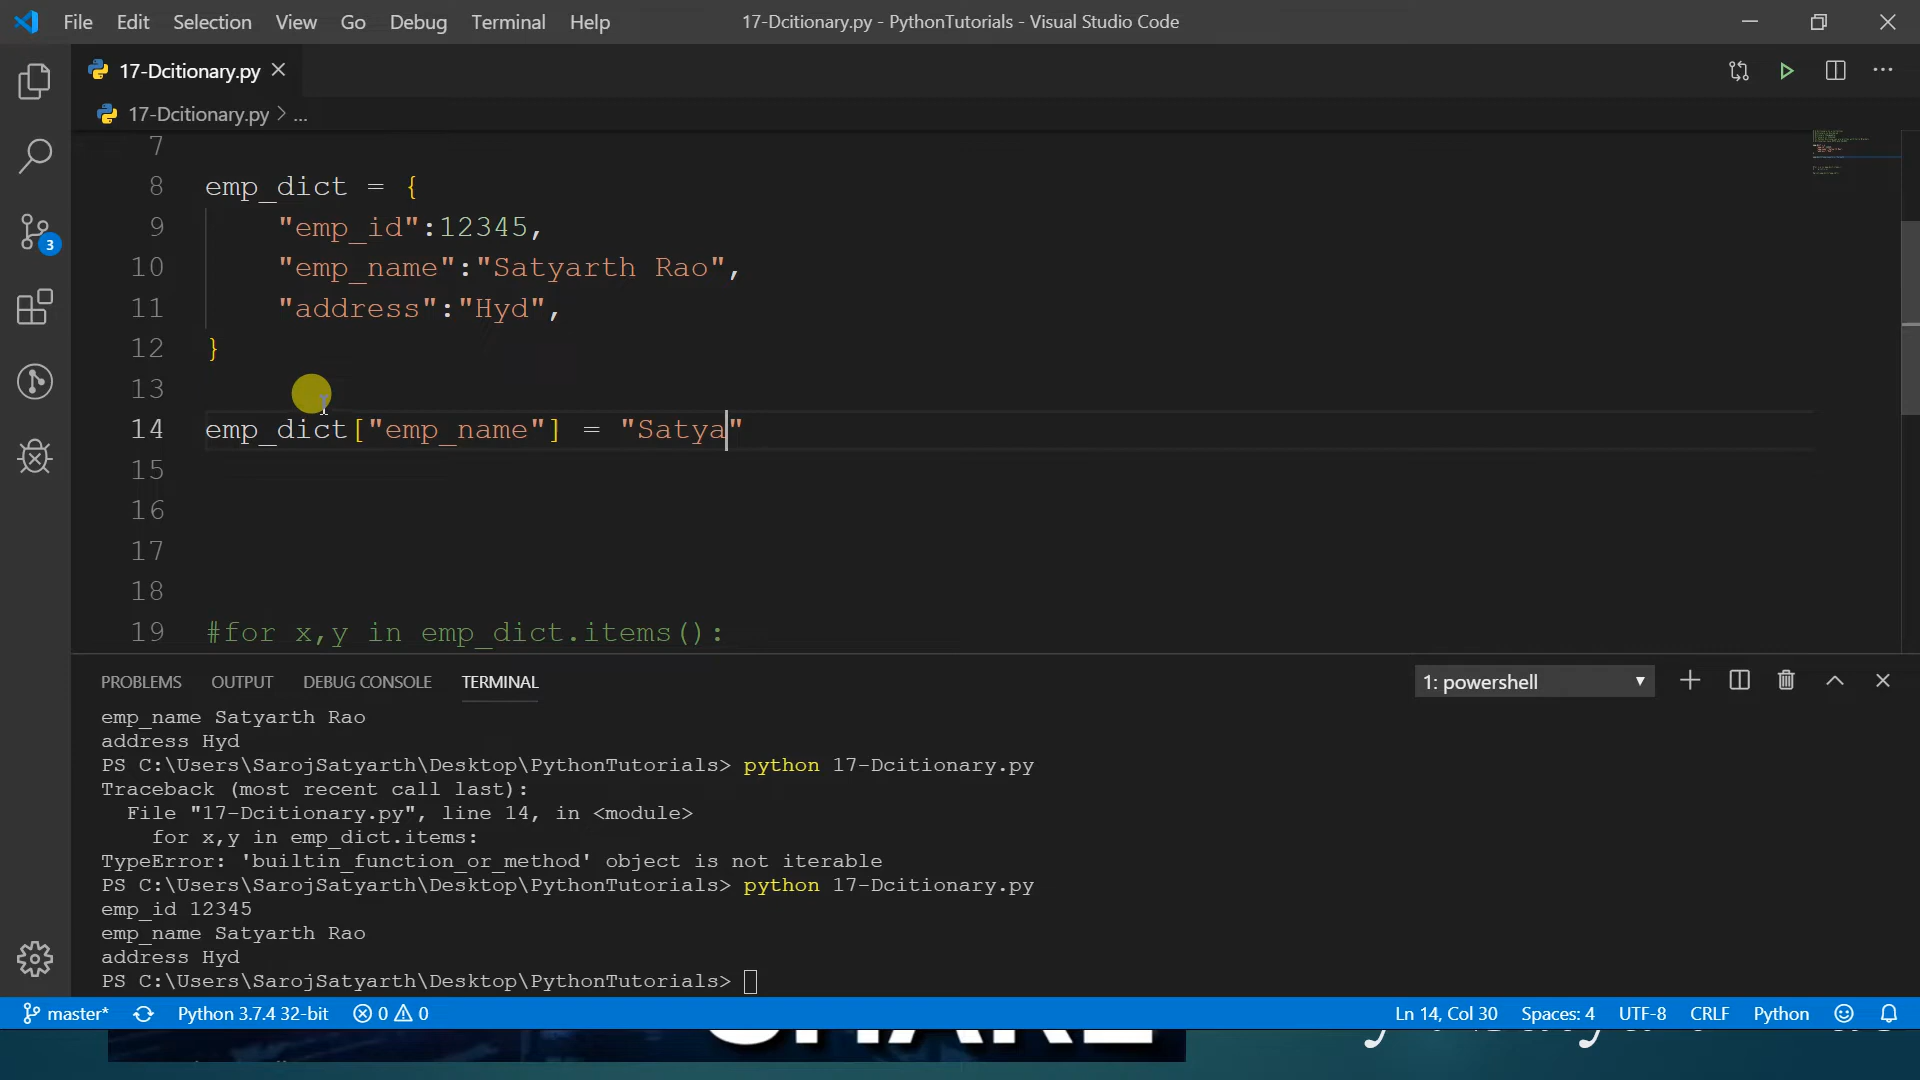 File Edit Selection View Go Debug Terminal Help 17-Dcitionary.py - PythonTutorials - Visual Studio Code
17-Dcitionary.py
17-Dcitionary.py > ...
7
8 emp_dict = {
9 "emp_id":12345,
10 "emp_name":"Satyarth Rao",
11 "address":"Hyd",
12 }
13
14 emp_dict["emp_name"] = "Satya"
15
16
17
18
19 #for x,y in emp_dict.items():
3
PROBLEMS OUTPUT DEBUG CONSOLE TERMINAL 1: powershell
emp_name Satyarth Rao
address Hyd
PS C:\Users\SarojSatyarth\Desktop\PythonTutorials> python 17-Dcitionary.py
Traceback (most recent call last):
File "17-Dcitionary.py", line 14, in <module>
for x,y in emp_dict.items:
TypeError: 'builtin_function_or_method' object is not iterable
PS C:\Users\SarojSatyarth\Desktop\PythonTutorials> python 17-Dcitionary.py
emp_id 12345
emp_name Satyarth Rao
address Hyd
PS C:\Users\SarojSatyarth\Desktop\PythonTutorials>
master* Python 3.7.4 32-bit 0 0 Ln 14, Col 30 Spaces: 4 UTF-8 CRLF Python